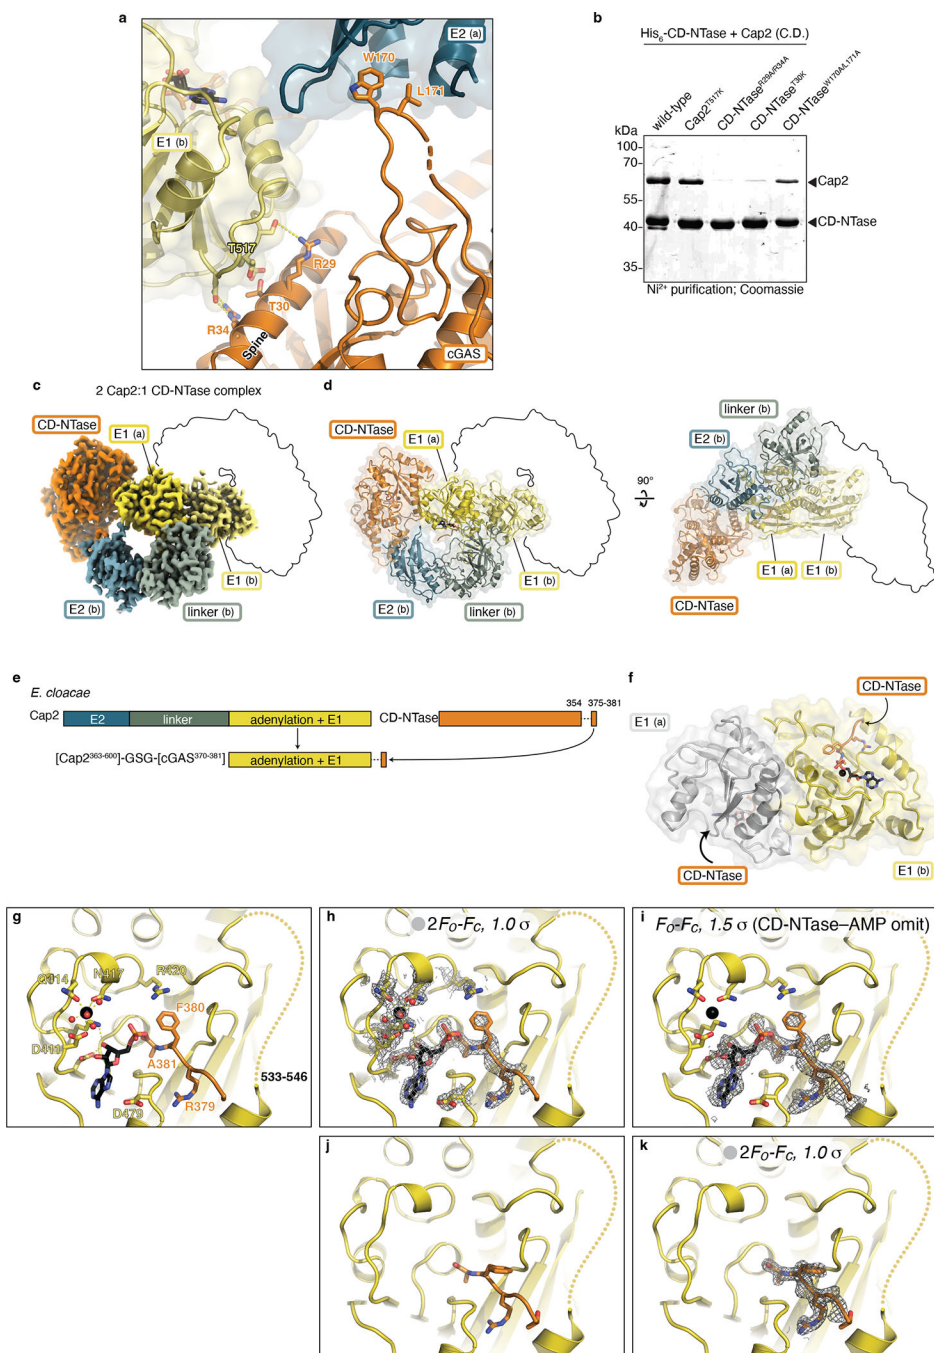 a
E2 (a)
W170
L171
E1 (b)
T517
R29
T30
R34
Spine
cGAS
b
His6-CD-NTase + Cap2 (C.D.)
wild-type
Cap2T517K
CD-NTaseR29A/R34A
CD-NTaseT30K
CD-NTaseW170A/L171A
kDa
100-
70-
55-
40-
35-
Cap2
CD-NTase
Ni2+ purification; Coomassie
c
2 Cap2:1 CD-NTase complex
CD-NTase
E1 (a)
E1 (b)
E2 (b)
linker (b)
d
CD-NTase
E1 (a)
E1 (b)
E2 (b)
linker (b)
90°
linker (b)
E2 (b)
E1 (a)
E1 (b)
CD-NTase
e
E. cloacae
Cap2
E2
linker
adenylation + E1
CD-NTase
354
375-381
[Cap2363-600]-GSG-[cGAS370-381]
adenylation + E1
f
CD-NTase
E1 (a)
CD-NTase
E1 (b)
g
N417
R420
F380
D411
A381
533-546
R379
D479
h
2FO-FC, 1.0 σ
i
FO-FC, 1.5 σ (CD-NTase–AMP omit)
j
k
2FO-FC, 1.0 σ